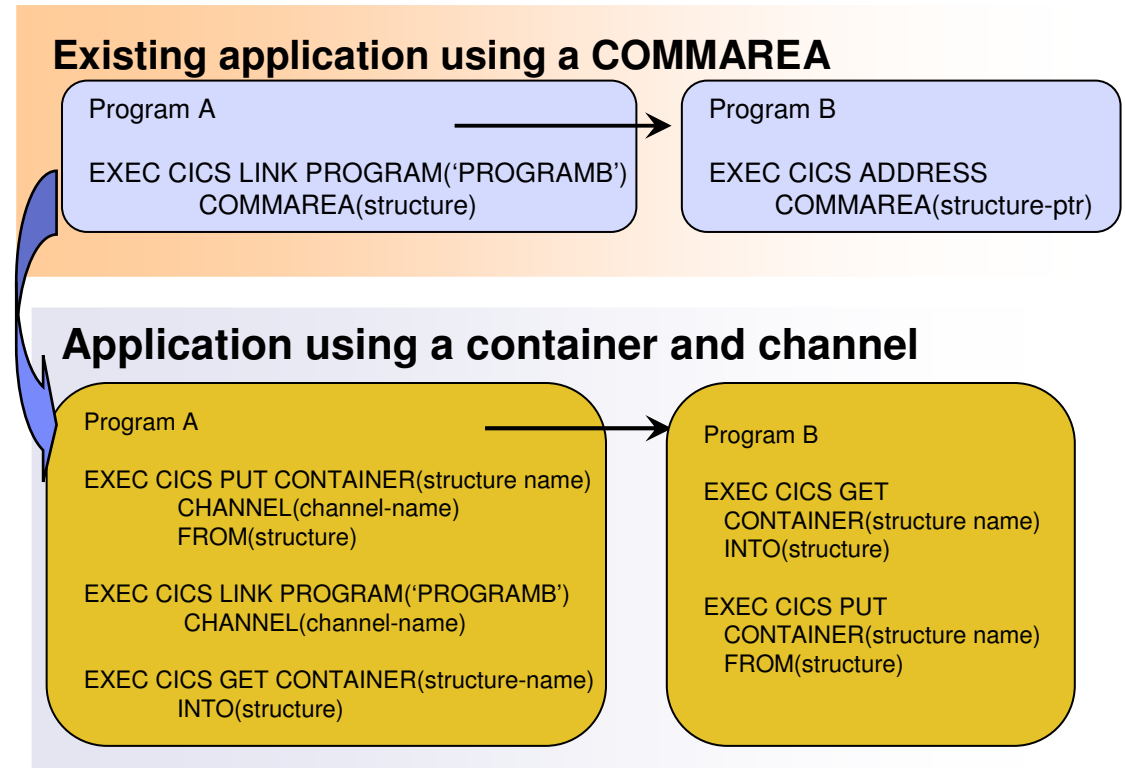 Existing application using a COMMAREA
Program A
EXEC CICS LINK PROGRAM(‘PROGRAMB’)
COMMAREA(structure)
Program B
EXEC CICS ADDRESS
COMMAREA(structure-ptr)
Application using a container and channel
Program A
EXEC CICS PUT CONTAINER(structure name)
CHANNEL(channel-name)
FROM(structure)
EXEC CICS LINK PROGRAM(‘PROGRAMB’)
CHANNEL(channel-name)
EXEC CICS GET CONTAINER(structure-name)
INTO(structure)
Program B
EXEC CICS GET
CONTAINER(structure name)
INTO(structure)
EXEC CICS PUT
CONTAINER(structure name)
FROM(structure)